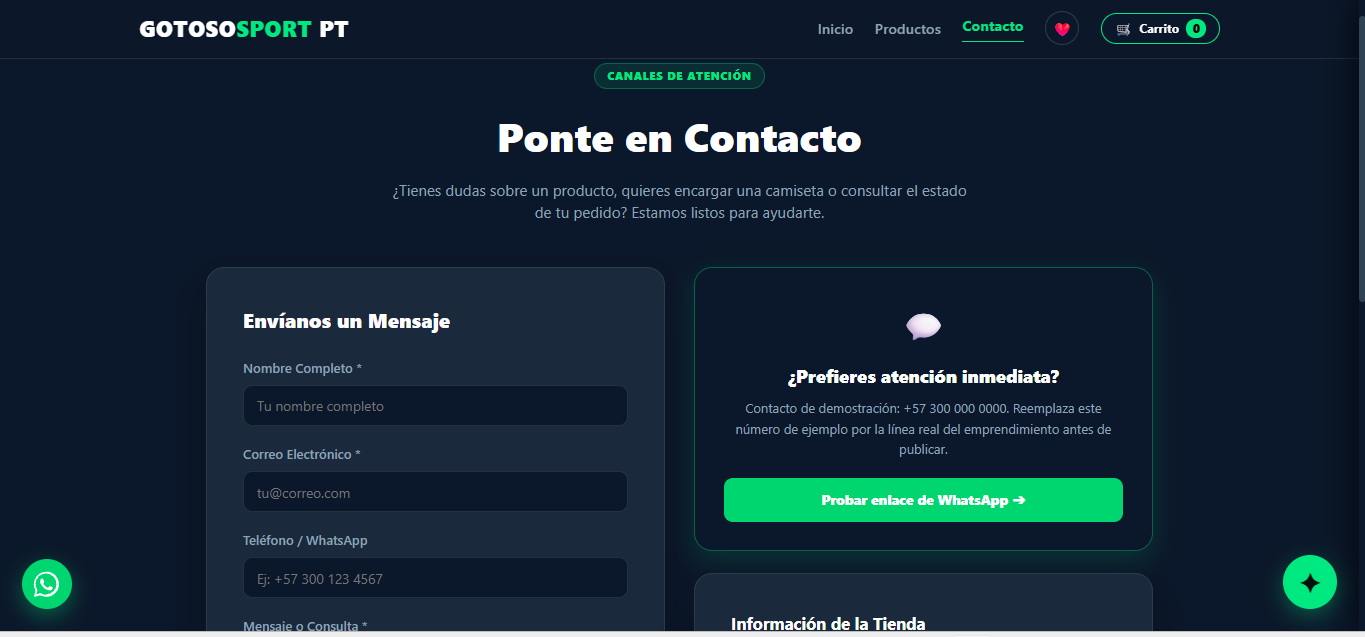 GOTOSOSPORT PT
Inicio
Productos
Contacto
Carrito 0
CANALES DE ATENCIÓN
Ponte en Contacto
¿Tienes dudas sobre un producto, quieres encargar una camiseta o consultar el estado
de tu pedido? Estamos listos para ayudarte.
Envíanos un Mensaje
Nombre Completo *
Tu nombre completo
Correo Electrónico *
tu@correo.com
Teléfono / WhatsApp
Ej: +57 300 123 4567
Mensaje o Consulta *
¿Prefieres atención inmediata?
Contacto de demostración: +57 300 000 0000. Reemplaza este
número de ejemplo por la línea real del emprendimiento antes de
publicar.
Probar enlace de WhatsApp ➔
Información de la Tienda